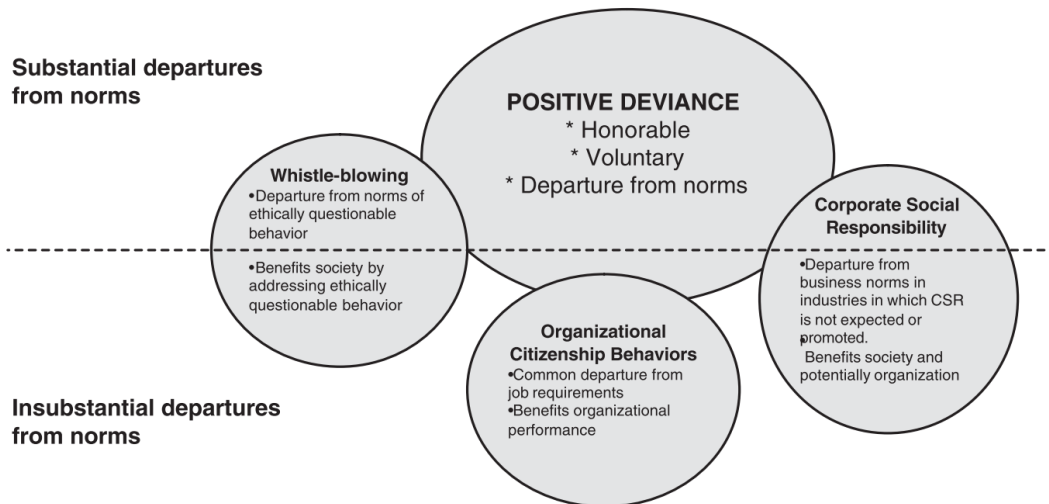 Substantial departures
from norms
POSITIVE DEVIANCE
* Honorable
* Voluntary
* Departure from norms
Whistle-blowing
•Departure from norms of
ethically questionable
behavior
•Benefits society by
addressing ethically
questionable behavior
Corporate Social
Responsibility
•Departure from
business norms in
industries in which CSR
is not expected or
promoted.
• Benefits society and
potentially organization
Organizational
Citizenship Behaviors
•Common departure from
job requirements
•Benefits organizational
performance
Insubstantial departures
from norms